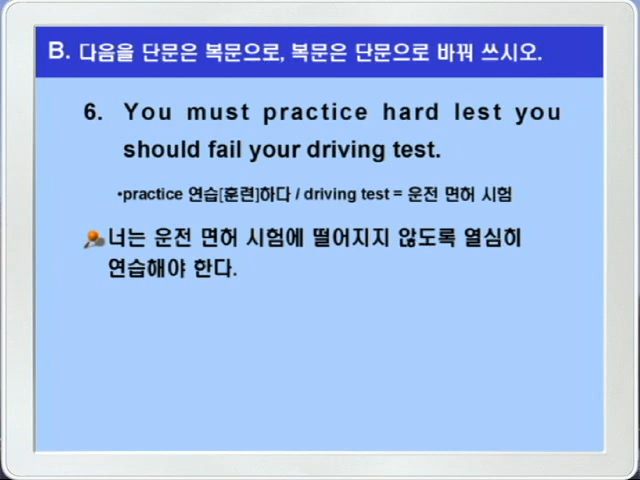 B. 다음을 단문은 복문으로, 복문은 단문으로 바꿔 쓰시오.
6. You must practice hard lest you
should fail your driving test.
•practice 연습[훈련]하다 / driving test = 운전 면허 시험
너는 운전 면허 시험에 떨어지지 않도록 열심히
연습해야 한다.